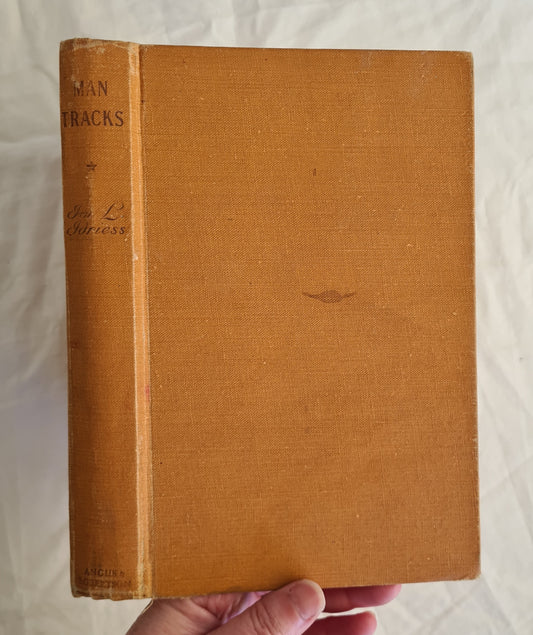 MAN
TRACKS
Ion L.
Idriess
ANGUS &
ROBERTSON